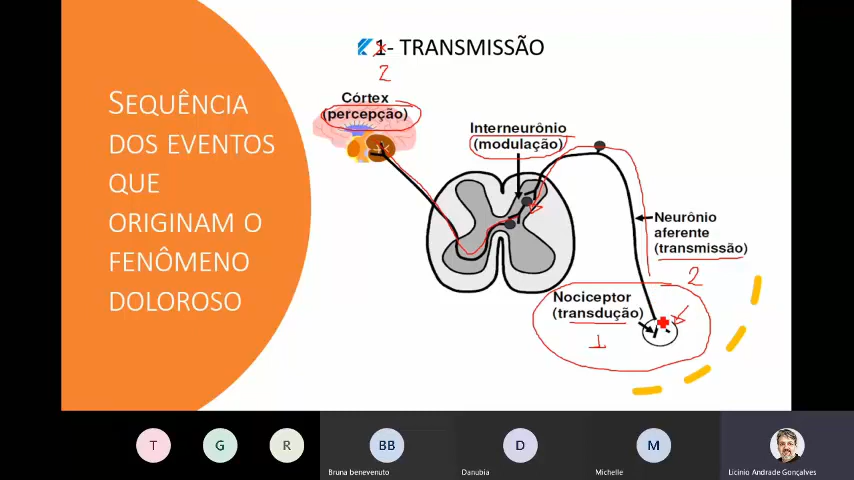 1- TRANSMISSÃO
2
SEQUÊNCIA
DOS EVENTOS
QUE
ORIGINAM O
FENÔMENO
DOLOROSO
Córtex
(percepção)
Interneurônio
(modulação)
Neurônio
aferente
(transmissão)
2
Nociceptor
(transdução)
1
T
G
R
BB
Bruna benevenuto
D
Danubia
M
Michelle
Licinio Andrade Gonçalves